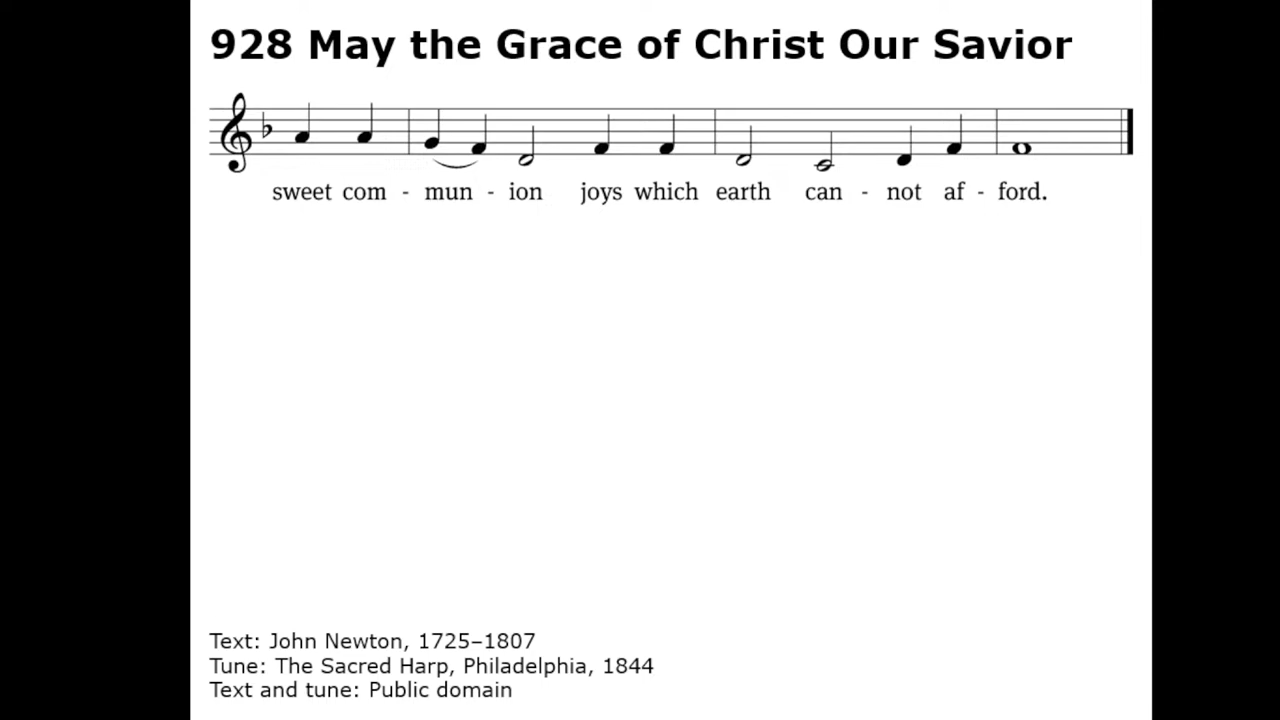 928 May the Grace of Christ Our Savior
sweet com - mun - ion joys which earth can - not af - ford.
Text: John Newton, 1725–1807
Tune: The Sacred Harp, Philadelphia, 1844
Text and tune: Public domain